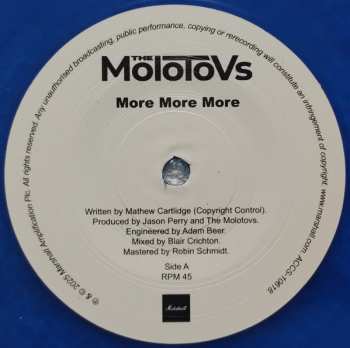 THE
MOLOTOVS
More More More
Written by Mathew Cartlidge (Copyright Control).
Produced by Jason Perry and The Molotovs.
Engineered by Adam Beer.
Mixed by Blair Crichton.
Mastered by Robin Schmidt.
Side A
RPM 45
Marshall
℗ & © 2025 Marshall Amplification Plc. All rights reserved. Any unauthorised broadcasting, public performance, copying or rerecording will constitute an infringement of copyright. www.marshall.com. ACCS-10618.